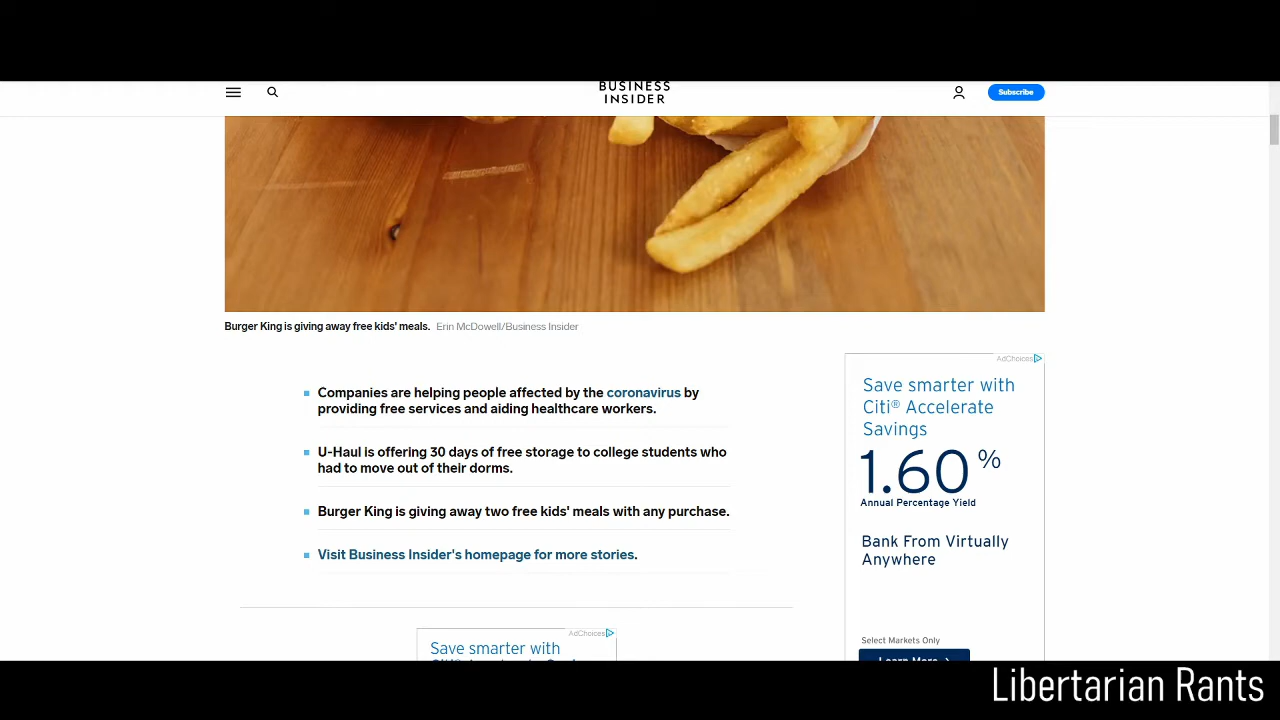 BUSINESS
INSIDER
Subscribe
Burger King is giving away free kids' meals. Erin McDowell/Business Insider
Companies are helping people affected by the coronavirus by
providing free services and aiding healthcare workers.
U-Haul is offering 30 days of free storage to college students who
had to move out of their dorms.
Burger King is giving away two free kids' meals with any purchase.
Visit Business Insider's homepage for more stories.
AdChoices
Save smarter with
Citi® Accelerate
Savings
1.60 %
Annual Percentage Yield
Bank From Virtually
Anywhere
Select Markets Only
Learn More
AdChoices
Save smarter with
Libertarian Rants